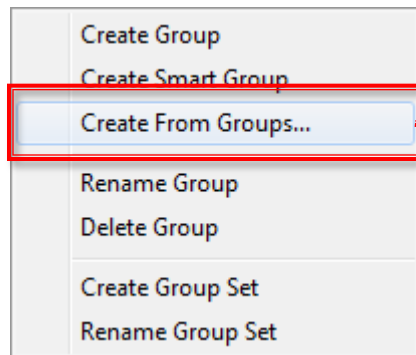 Create Group
Create Smart Group
Create From Groups...
Rename Group
Delete Group
Create Group Set
Rename Group Set